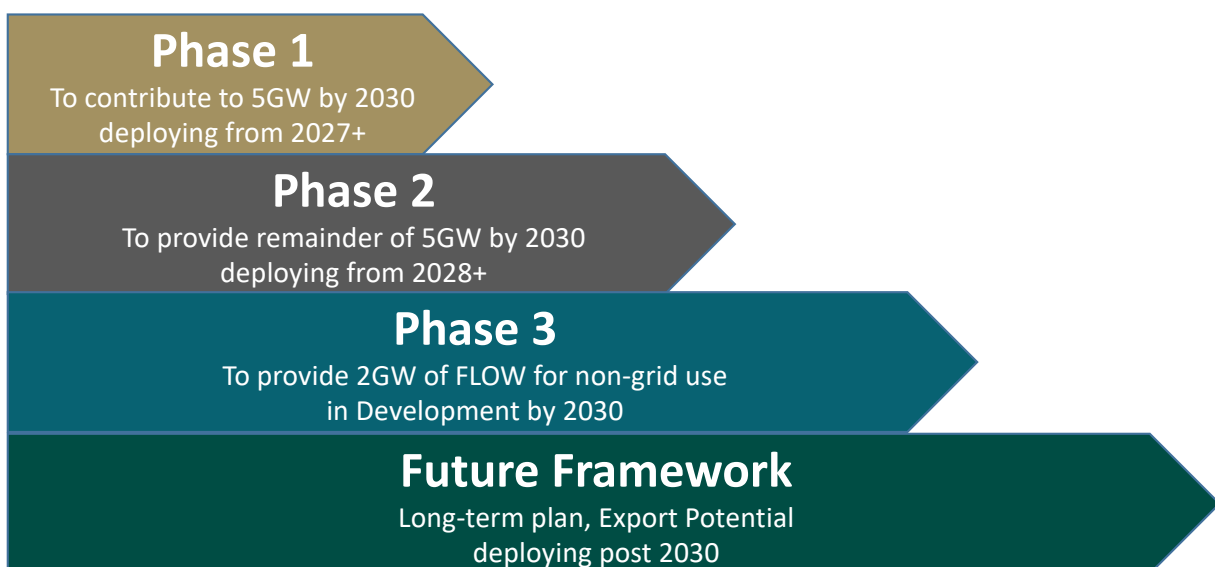 Phase 1
To contribute to 5GW by 2030
deploying from 2027+
Phase 2
To provide remainder of 5GW by 2030
deploying from 2028+
Phase 3
To provide 2GW of FLOW for non-grid use
in Development by 2030
Future Framework
Long-term plan, Export Potential
deploying post 2030